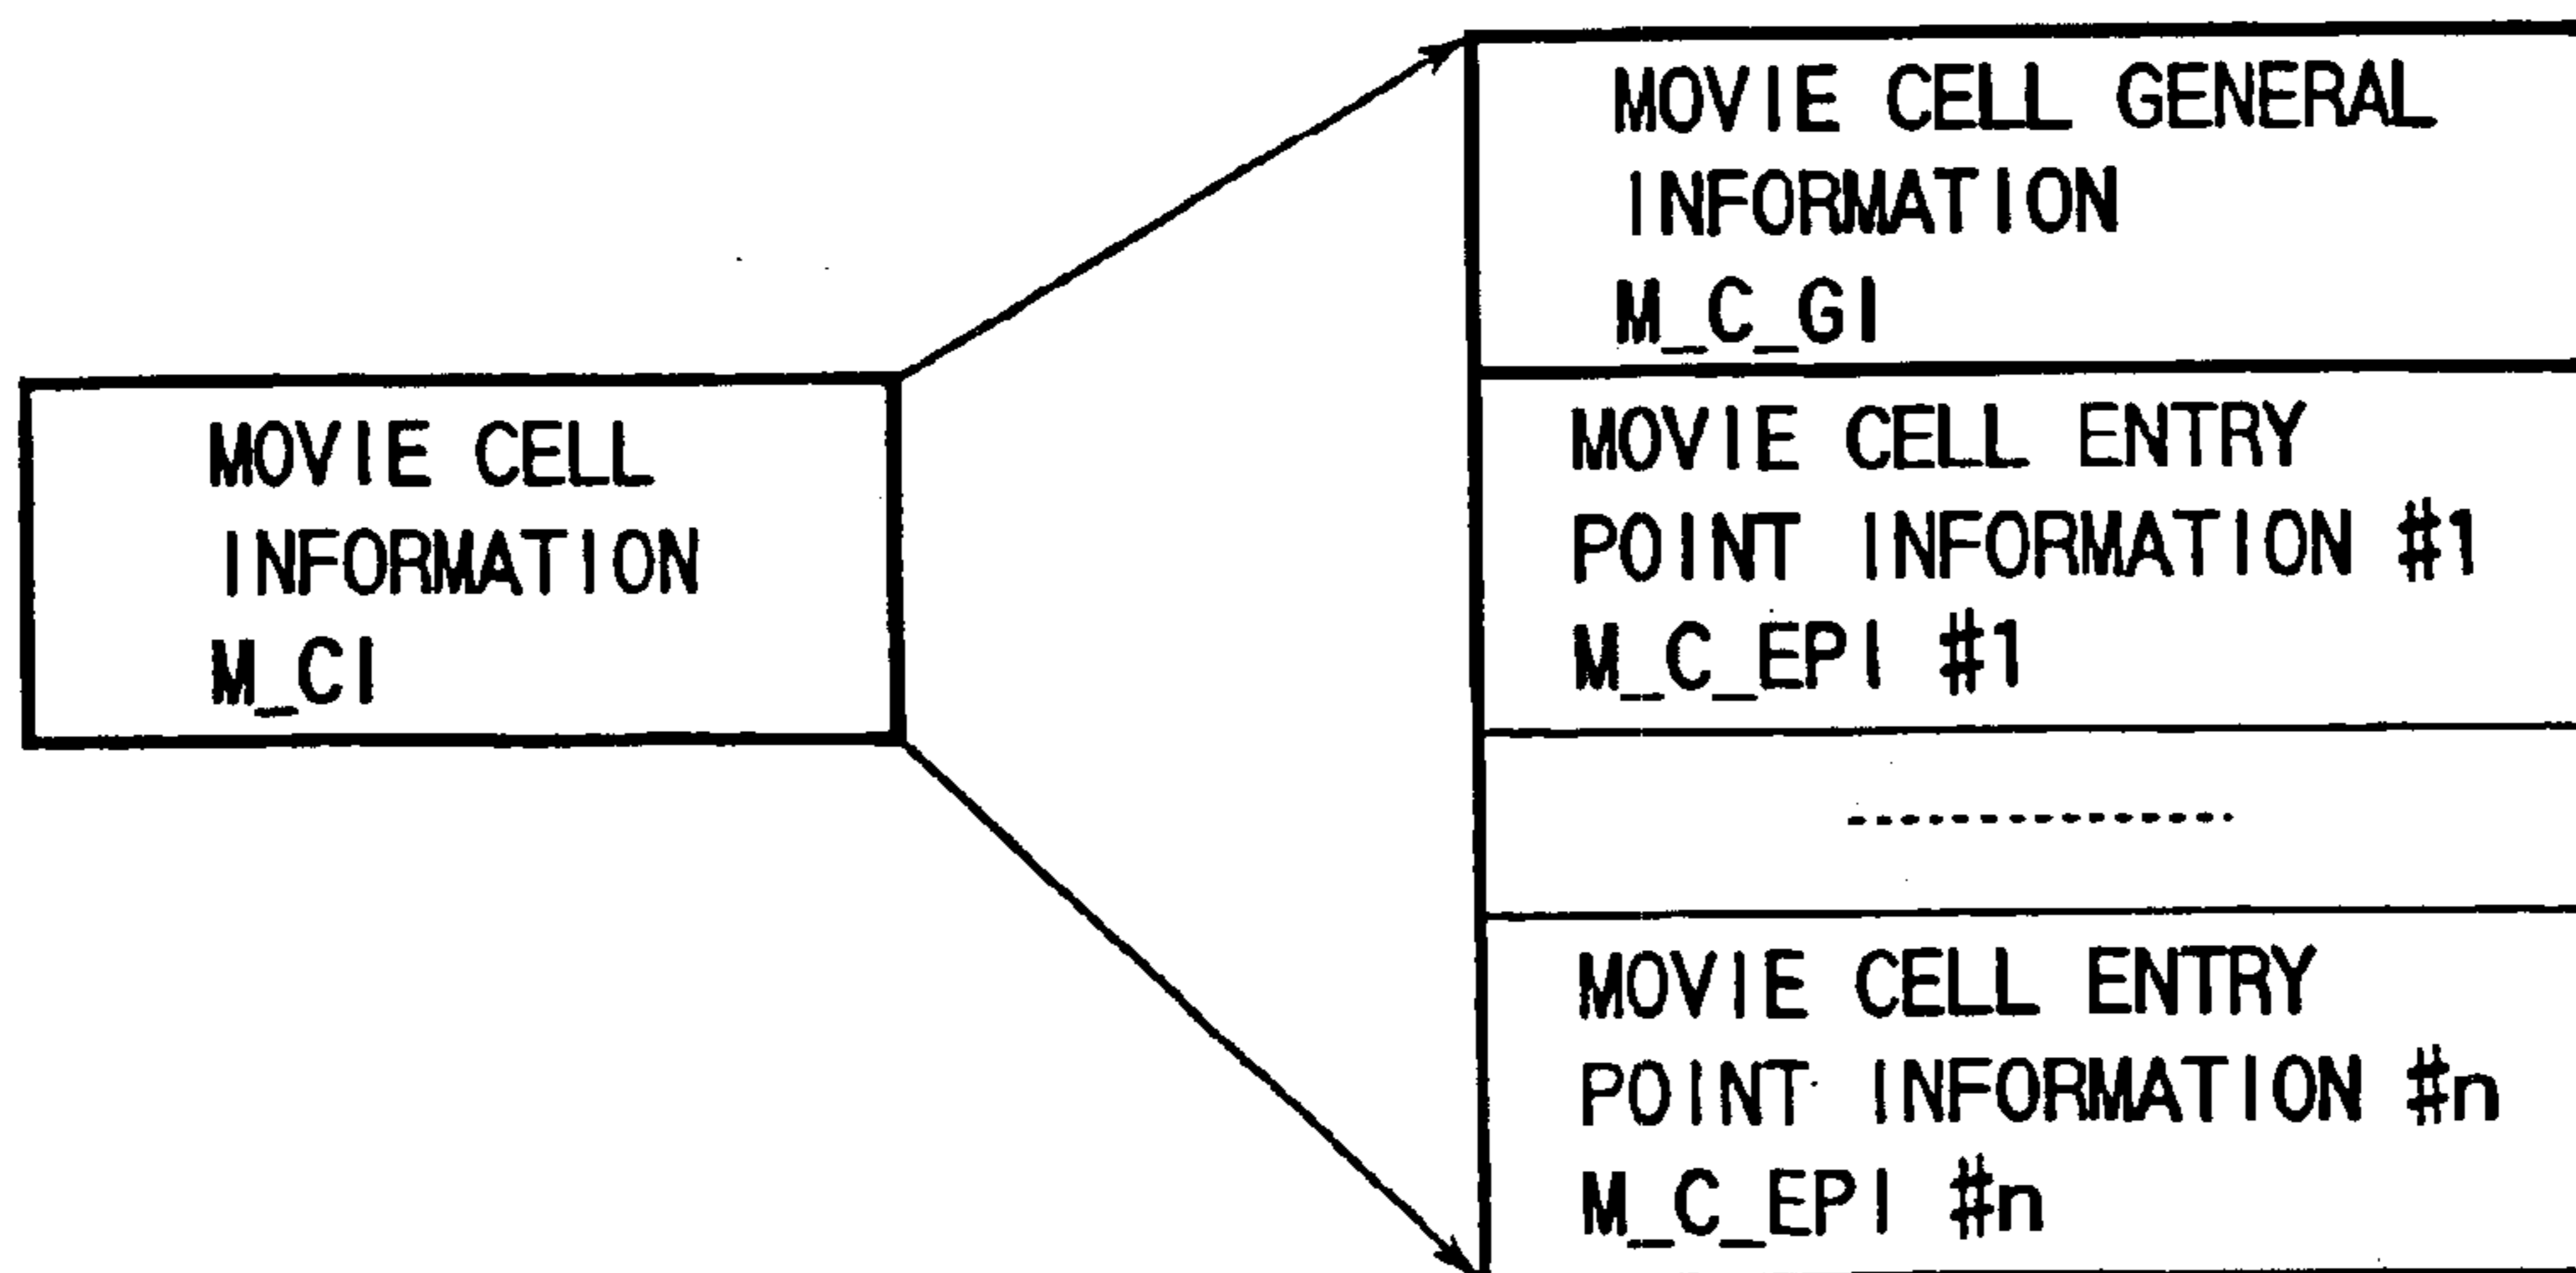 MOVIE CELL
INFORMATION
M_CI
MOVIE CELL GENERAL
INFORMATION
M_C_GI
MOVIE CELL ENTRY
POINT INFORMATION #1
M_C_EPI #1
MOVIE CELL ENTRY
POINT INFORMATION #n
M_C_EPI #n